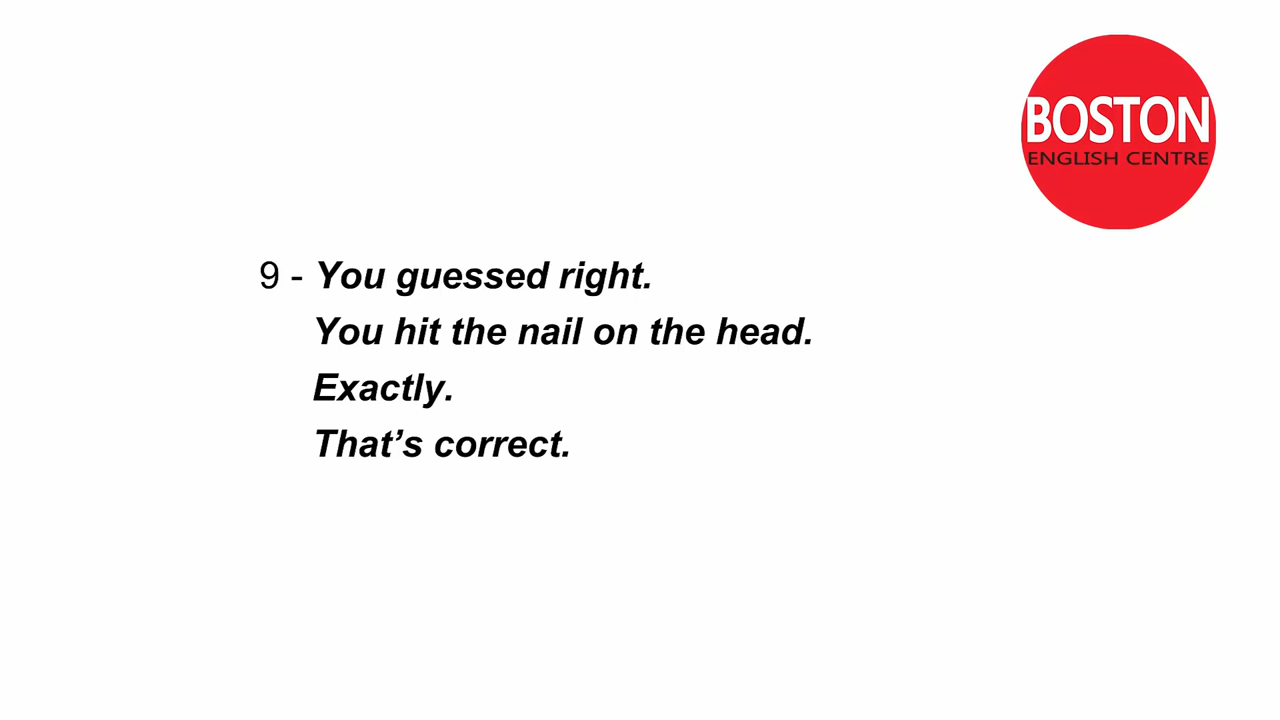 BOSTON
ENGLISH CENTRE
9 - You guessed right.
You hit the nail on the head.
Exactly.
That’s correct.